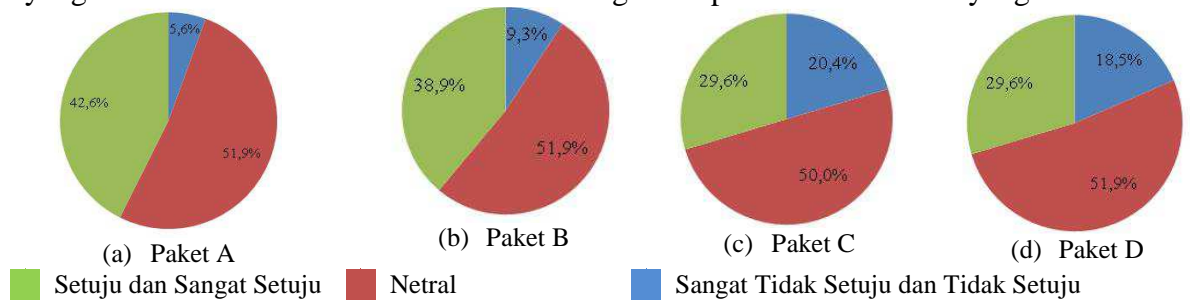 5,6%
42,6%
51,9%
(a) Paket A
9,3%
38,9%
51,9%
(b) Paket B
20,4%
29,6%
50,0%
(c) Paket C
18,5%
29,6%
51,9%
(d) Paket D
Setuju dan Sangat Setuju
Netral
Sangat Tidak Setuju dan Tidak Setuju